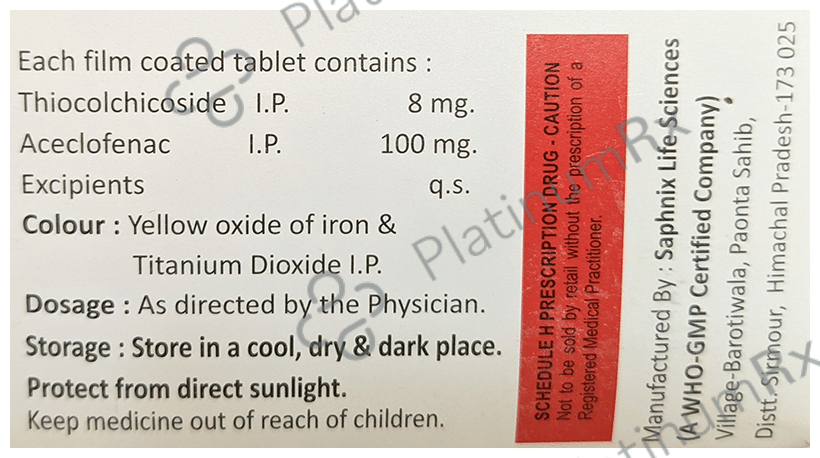 Each film coated tablet contains :
Thiocolchicoside I.P. 8 mg.
Aceclofenac I.P. 100 mg.
Excipients q.s.
Colour : Yellow oxide of iron &
Titanium Dioxide I.P.
Dosage : As directed by the Physician.
Storage : Store in a cool, dry & dark place.
Protect from direct sunlight.
Keep medicine out of reach of children.
SCHEDULE H PRESCRIPTION DRUG - CAUTION
Not to be sold by retail without the prescription of a
Registered Medical Practitioner.
Manufactured By : Saphnix Life Sciences
(A WHO-GMP Certified Company)
Village-Barotiwala, Paonta Sahib,
Distt. Sirmour, Himachal Pradesh-173 025
PlatinumRx
PlatinumRx
PlatinumRx